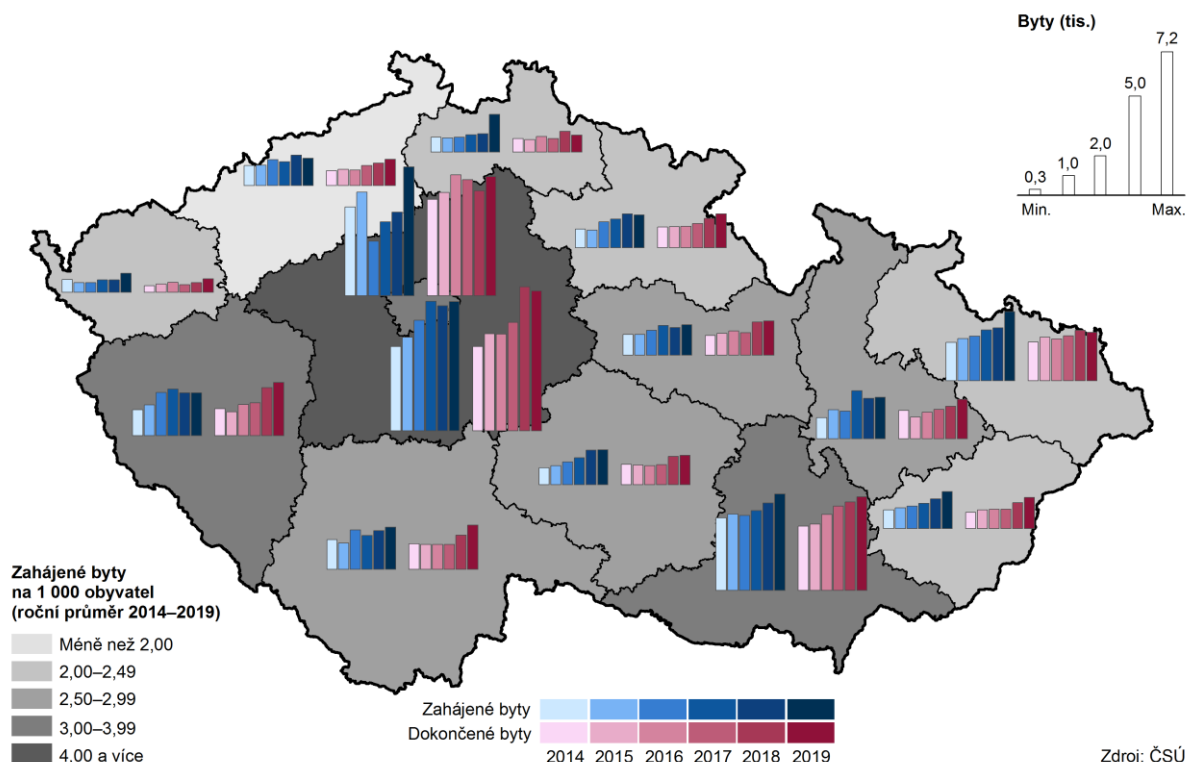 Byty (tis.)
7,2
5,0
2,0
1,0
0,3
Min.
Max.
Zahájené byty
na 1 000 obyvatel
(roční průměr 2014–2019)
Méně než 2,00
2,00–2,49
2,50–2,99
3,00–3,99
4.00 a více
Zahájené byty
Dokončené byty
2014 2015 2016 2017 2018 2019
Zdroj: ČSÚ